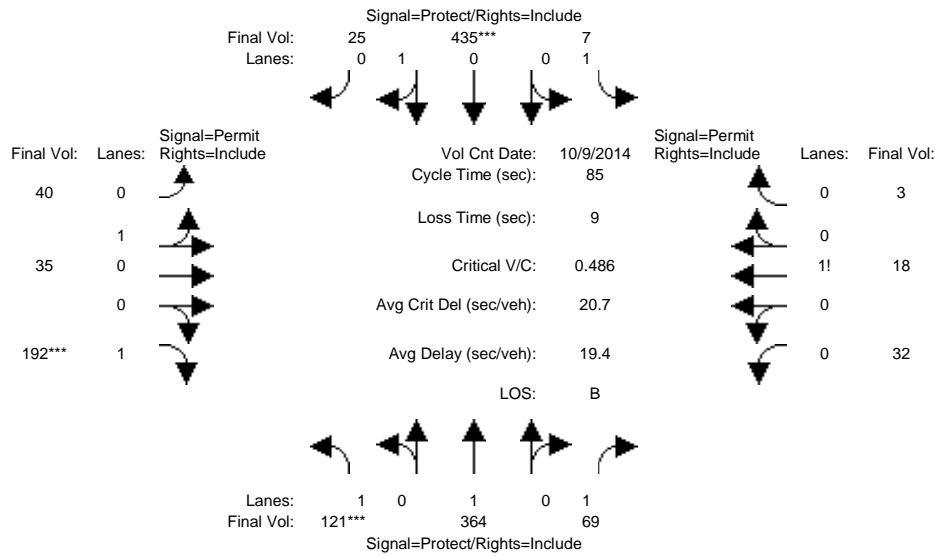 Signal=Protect/Rights=Include
Final Vol: 25 435*** 7
Lanes: 0 1 0 0 1
Signal=Permit Signal=Permit
Final Vol: Lanes: Rights=Include Vol Cnt Date: 10/9/2014 Rights=Include Lanes: Final Vol:
Cycle Time (sec): 85
40 0 0 3
Loss Time (sec): 9
1 0
35 0 Critical V/C: 0.486 1! 18
0 Avg Crit Del (sec/veh): 20.7 0
192*** 1 Avg Delay (sec/veh): 19.4 0 32
LOS: B
Lanes: 1 0 1 0 1
Final Vol: 121*** 364 69
Signal=Protect/Rights=Include